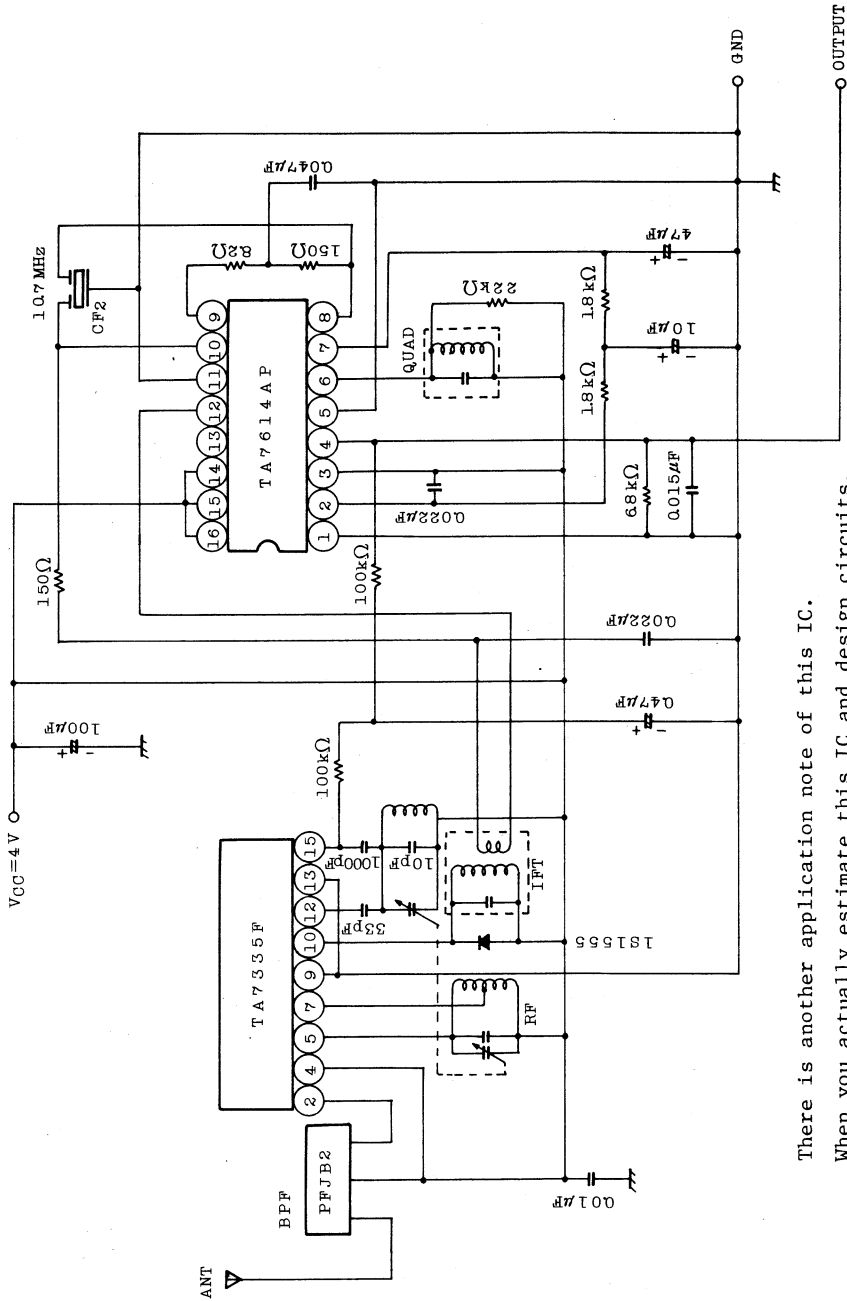 ANT
BPF
PFJB2
TA7335F
2
4
5
7
9
10
12
13
15
VCC=4V
100μF
+
-
100kΩ
1000pF
33pF
10pF
IFT
1S1555
RF
0.01μF
0.47μF
+
-
0.022μF
150Ω
100kΩ
10.7MHz
CF2
TA7614AP
16
15
14
13
12
11
10
9
1
2
3
4
5
6
7
8
8.2Ω
150Ω
0.047μF
0.022μF
QUAD
22kΩ
1.8kΩ
1.8kΩ
10μF
+
-
47μF
+
-
6.8kΩ
0.015μF
GND
OUTPUT
There is another application note of this IC.
When you actually estimate this IC and design circuits,